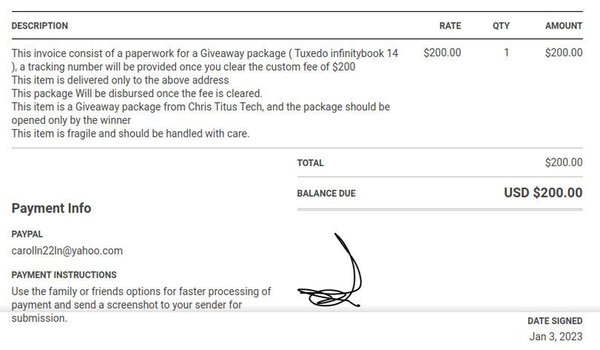 DESCRIPTION RATE QTY AMOUNT
This invoice consist of a paperwork for a Giveaway package ( Tuxedo infinitybook 14 $200.00 1 $200.00
), a tracking number will be provided once you clear the custom fee of $200
This item is delivered only to the above address
This package Will be disbursed once the fee is cleared.
This item is a Giveaway package from Chris Titus Tech, and the package should be
opened only by the winner
This item is fragile and should be handled with care.
TOTAL $200.00
BALANCE DUE USD $200.00
Payment Info
PAYPAL
carolln22ln@yahoo.com
PAYMENT INSTRUCTIONS
Use the family or friends options for faster processing of
payment and send a screenshot to your sender for
submission.
DATE SIGNED
Jan 3, 2023